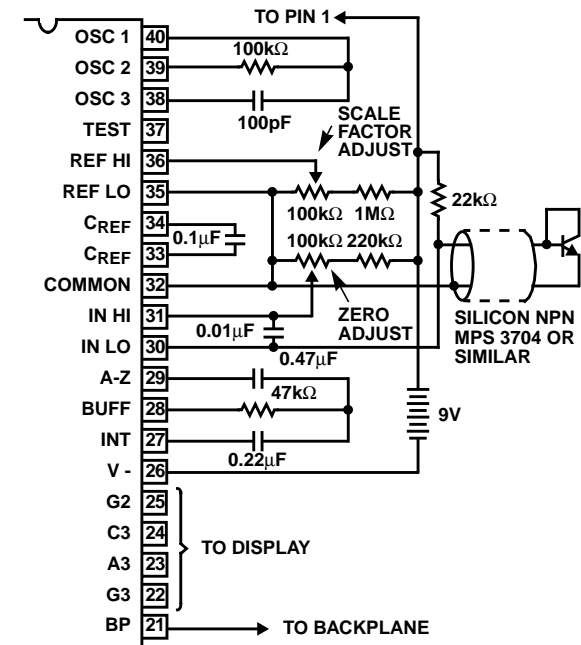 TO PIN 1
OSC 1 40
100kΩ
OSC 2 39
OSC 3 38
100pF
TEST 37
SCALE
FACTOR
ADJUST
REF HI 36
REF LO 35
100kΩ 1MΩ
22kΩ
CREF 34
0.1µF
100kΩ 220kΩ
CREF 33
COMMON 32
IN HI 31
0.01µF
ZERO
ADJUST
SILICON NPN
MPS 3704 OR
SIMILAR
IN LO 30
0.47µF
A-Z 29
47kΩ
BUFF 28
9V
INT 27
0.22µF
V - 26
G2 25
C3 24
TO DISPLAY
A3 23
G3 22
BP 21
TO BACKPLANE